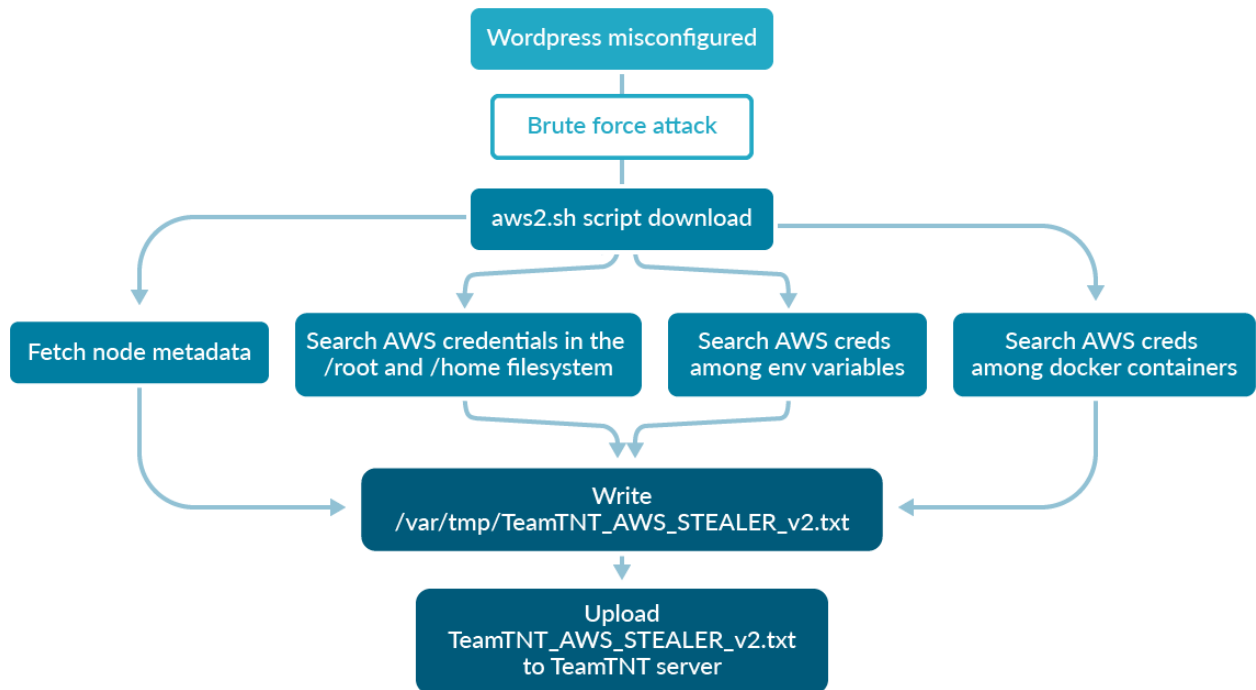 Wordpress misconfigured
Brute force attack
aws2.sh script download
Fetch node metadata
Search AWS credentials in the
/root and /home filesystem
Search AWS creds
among env variables
Search AWS creds
among docker containers
Write
/var/tmp/TeamTNT_AWS_STEALER_v2.txt
Upload
TeamTNT_AWS_STEALER_v2.txt
to TeamTNT server